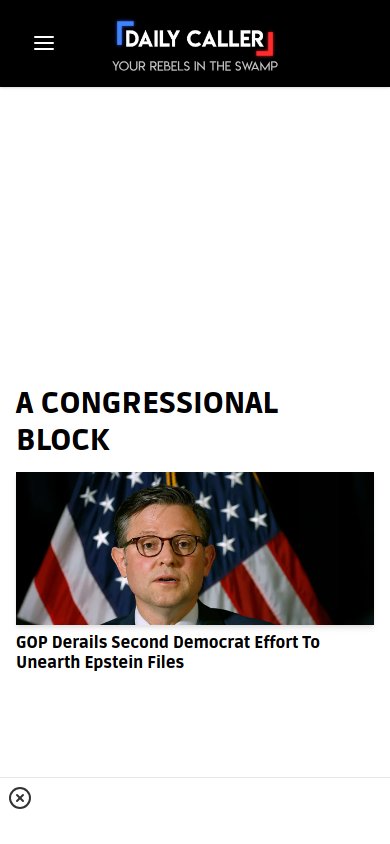 DAILY CALLER
YOUR REBELS IN THE SWAMP
A CONGRESSIONAL
BLOCK
GOP Derails Second Democrat Effort To
Unearth Epstein Files